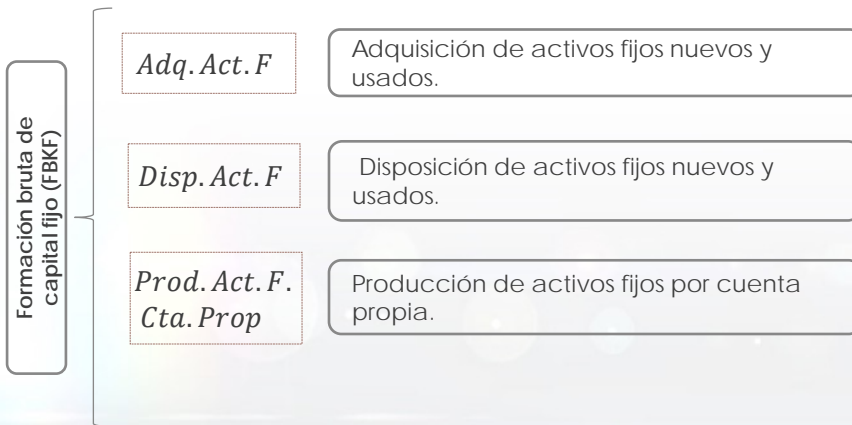 Formación bruta de
capital fijo (FBKF)
Adq. Act. F
Adquisición de activos fijos nuevos y
usados.
Disp. Act. F
Disposición de activos fijos nuevos y
usados.
Prod. Act. F.
Cta. Prop
Producción de activos fijos por cuenta
propia.